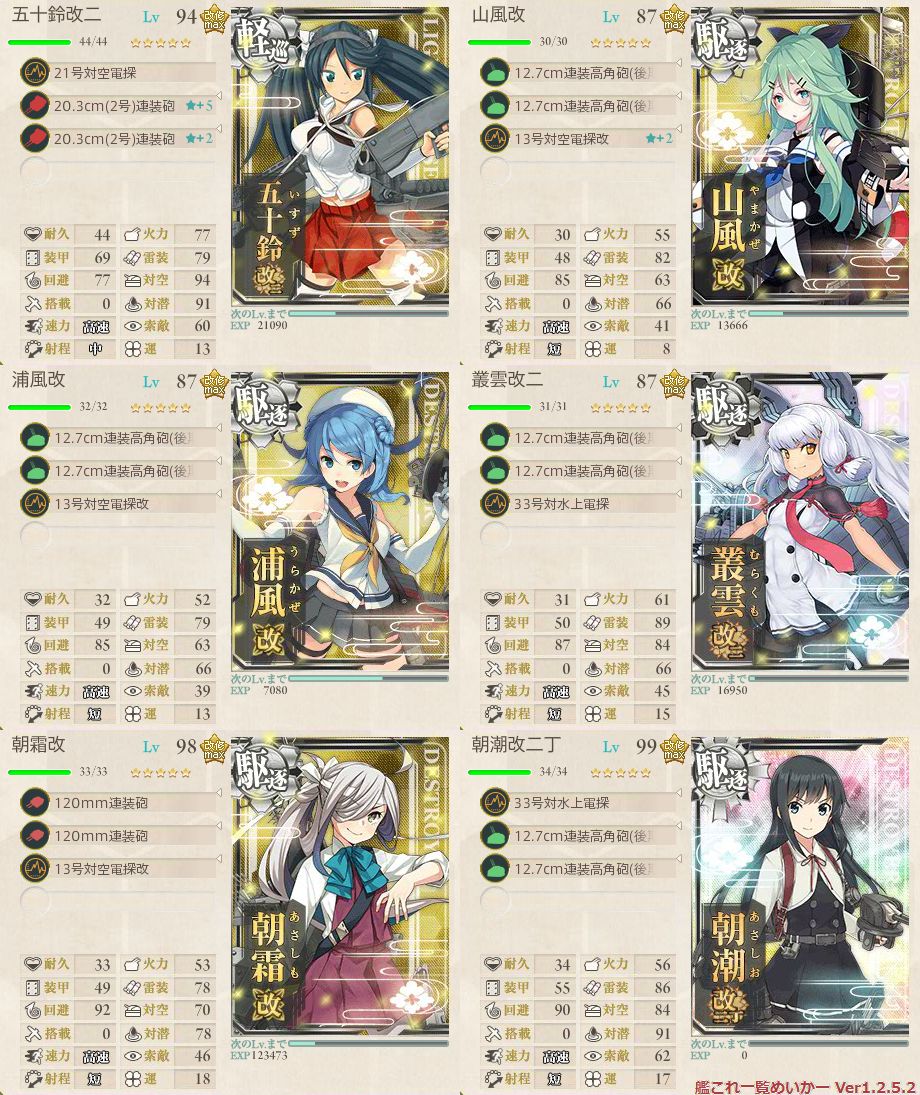 五十鈴改二 Lv 94 改修max
44/44
21号対空電探
20.3cm(2号)連装砲 ★+5
20.3cm(2号)連装砲 ★+2
耐久 44 火力 77
装甲 69 雷装 79
回避 77 対空 94
搭載 0 対潜 91
速力 高速 索敵 60
射程 中 運 13
軽巡
五十鈴改二
いすず
次のLv.まで
EXP 21090
山風改 Lv 87 改修max
30/30
12.7cm連装高角砲(後
12.7cm連装高角砲(後
13号対空電探改 ★+2
耐久 30 火力 55
装甲 48 雷装 82
回避 85 対空 63
搭載 0 対潜 66
速力 高速 索敵 41
射程 短 運 8
駆逐
山風改
やまかぜ
次のLv.まで
EXP 13666
浦風改 Lv 87 改修max
32/32
12.7cm連装高角砲(後
12.7cm連装高角砲(後
13号対空電探改
耐久 32 火力 52
装甲 49 雷装 79
回避 85 対空 63
搭載 0 対潜 66
速力 高速 索敵 39
射程 短 運 13
駆逐
DESTRO
浦風改
うらかぜ
次のLv.まで
EXP 7080
叢雲改二 Lv 87 改修max
31/31
12.7cm連装高角砲(後
12.7cm連装高角砲(後
33号対水上電探
耐久 31 火力 61
装甲 50 雷装 89
回避 87 対空 84
搭載 0 対潜 66
速力 高速 索敵 45
射程 短 運 15
駆逐
叢雲改二
むらくも
次のLv.まで
EXP 16950
朝霜改 Lv 98 改修max
33/33
120mm連装砲
120mm連装砲
13号対空電探改
耐久 33 火力 53
装甲 49 雷装 78
回避 92 対空 70
搭載 0 対潜 78
速力 高速 索敵 46
射程 短 運 18
駆逐
DESTROY
朝霜改
あさしも
次のLv.まで
EXP 123473
朝潮改二丁 Lv 99 改修max
34/34
33号対水上電探
12.7cm連装高角砲(後
12.7cm連装高角砲(後
耐久 34 火力 56
装甲 55 雷装 86
回避 90 対空 84
搭載 0 対潜 91
速力 高速 索敵 62
射程 短 運 17
駆逐
DESTROY
朝潮改二丁
あさしお
次のLv.まで
EXP 0
艦これ一覧めいかー Ver1.2.5.2